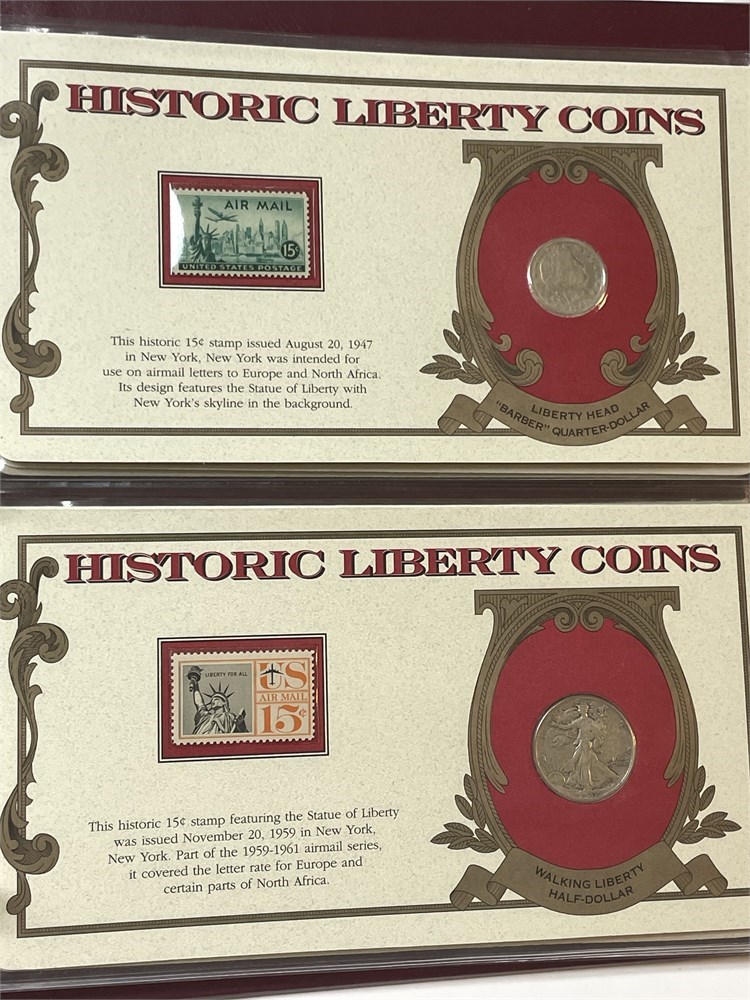 HISTORIC LIBERTY COINS
AIR MAIL
15¢
UNITED STATES POSTAGE
This historic 15¢ stamp issued August 20, 1947
in New York, New York was intended for
use on airmail letters to Europe and North Africa.
Its design features the Statue of Liberty with
New York's skyline in the background.
LIBERTY HEAD
"BARBER" QUARTER-DOLLAR
HISTORIC LIBERTY COINS
LIBERTY FOR ALL
US
AIR MAIL
15¢
This historic 15¢ stamp featuring the Statue of Liberty
was issued November 20, 1959 in New York,
New York. Part of the 1959-1961 airmail series,
it covered the letter rate for Europe and
certain parts of North Africa.
WALKING LIBERTY
HALF-DOLLAR